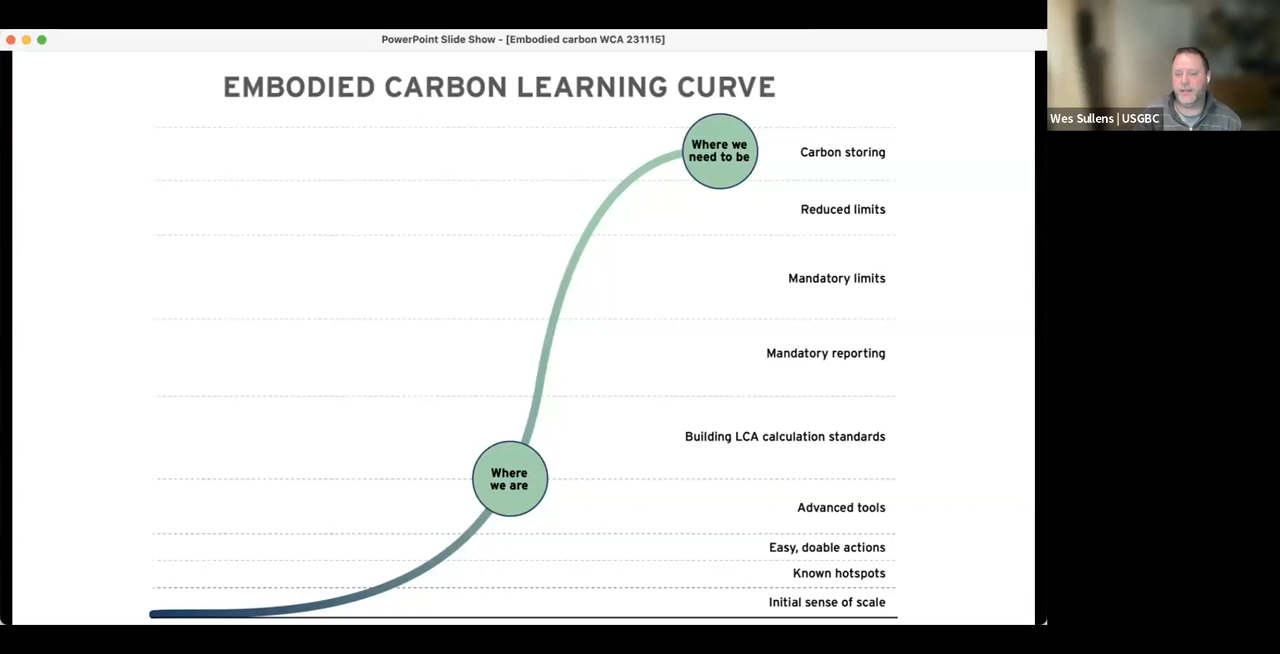 PowerPoint Slide Show - [Embodied carbon WCA 231115]
EMBODIED CARBON LEARNING CURVE
Wes Sullens | USGBC
Where we
need to be
Carbon storing
Reduced limits
Mandatory limits
Mandatory reporting
Building LCA calculation standards
Where
we are
Advanced tools
Easy, doable actions
Known hotspots
Initial sense of scale